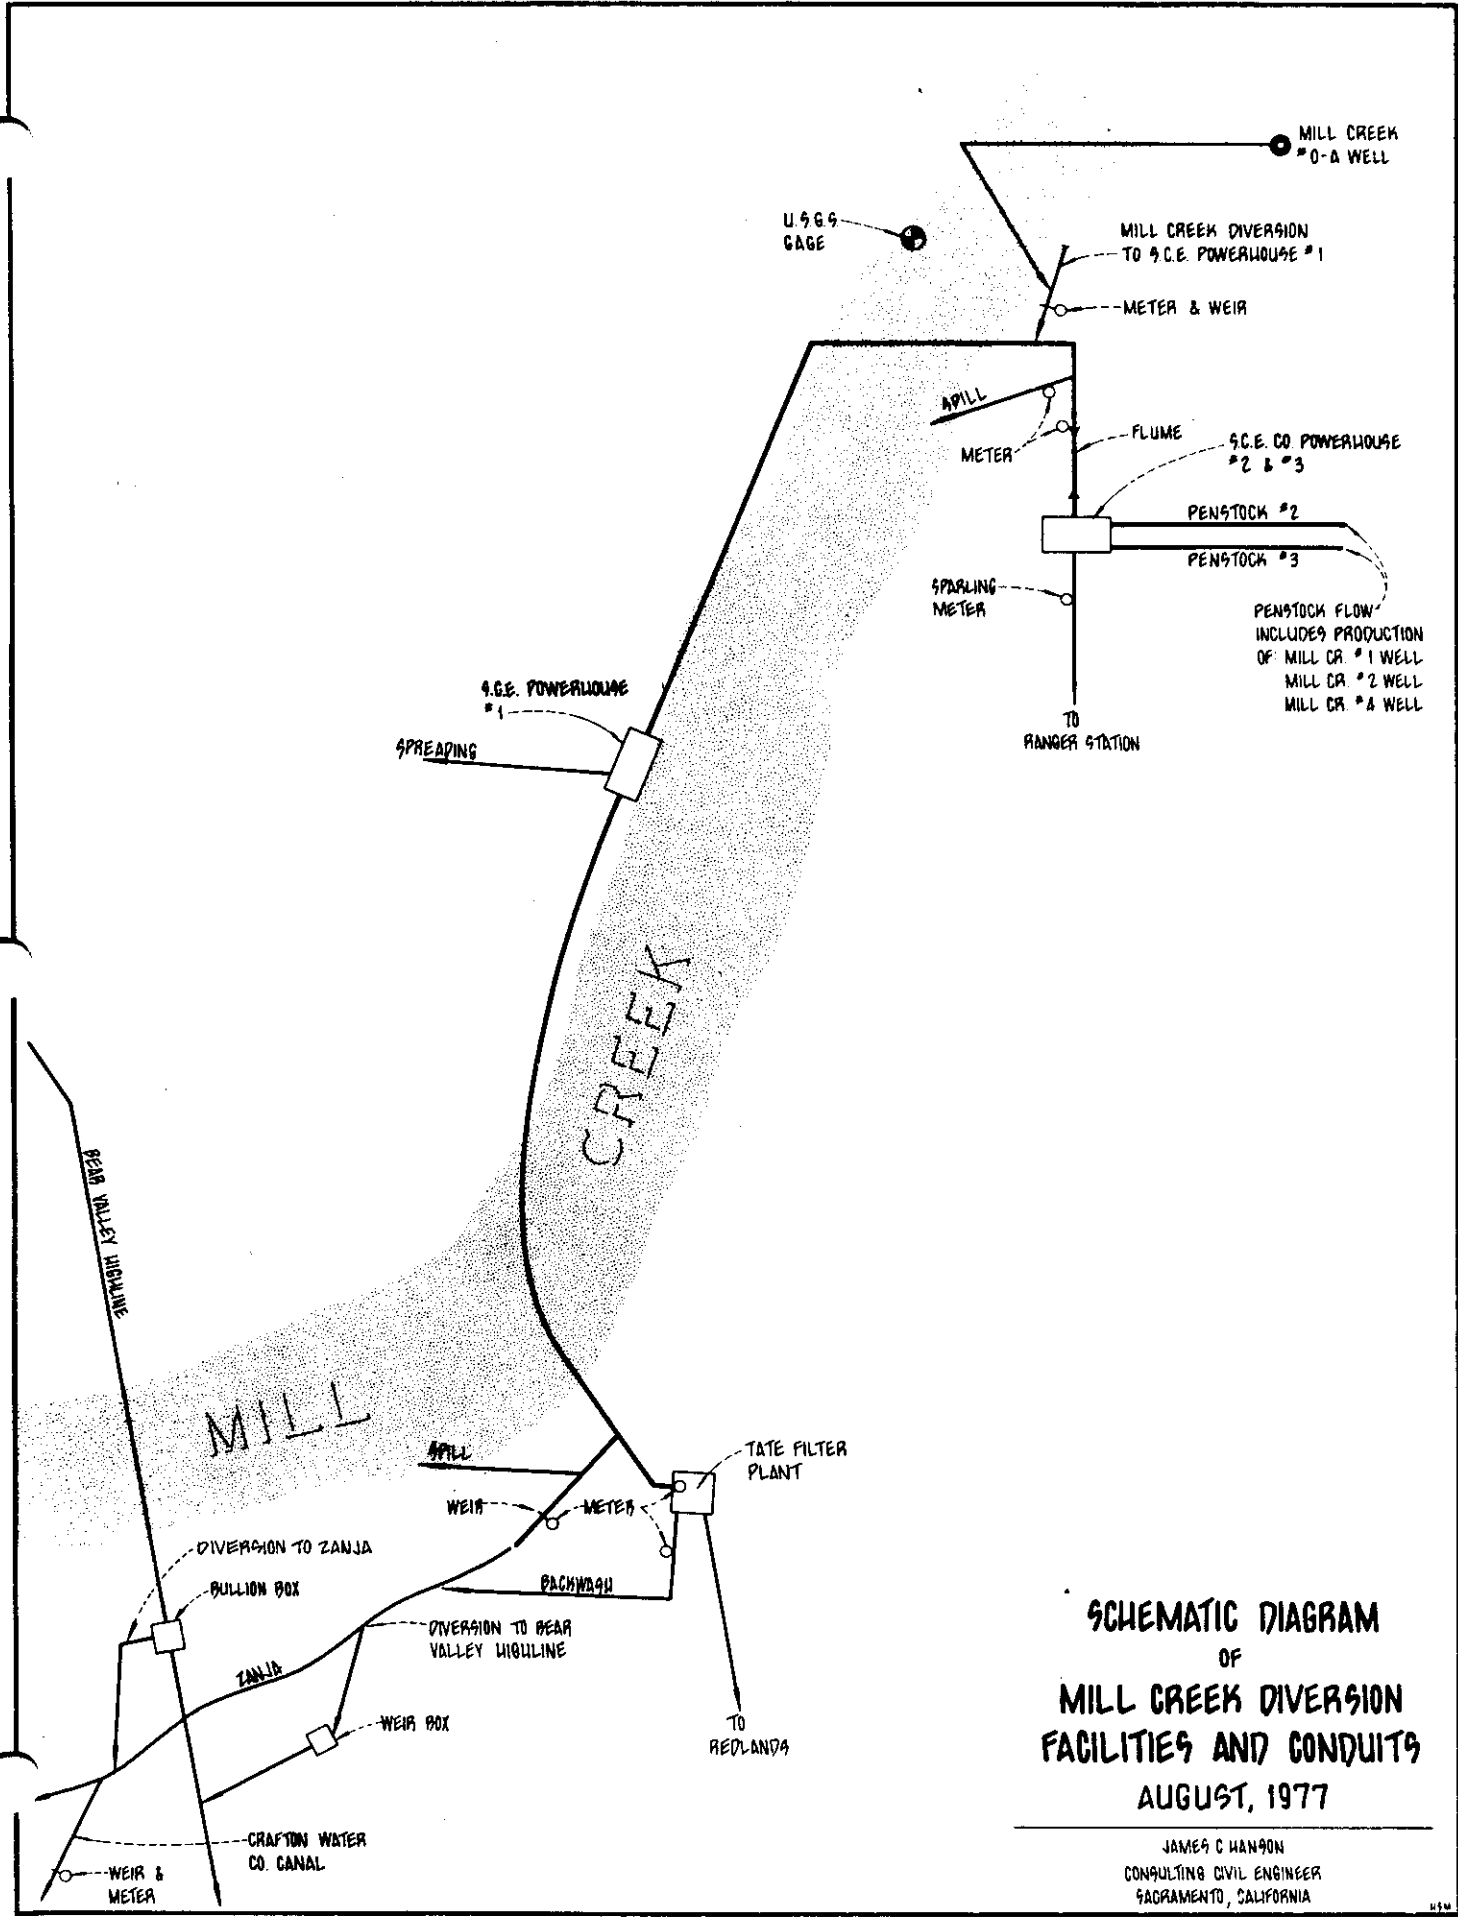 MILL CREEK
#0-A WELL
U.S.G.S.
GAGE
MILL CREEK DIVERSION
TO S.C.E. POWERHOUSE #1
METER & WEIR
SPILL
METER
FLUME
S.C.E. CO. POWERHOUSE
#2 & #3
PENSTOCK #2
PENSTOCK #3
SPARLING
METER
PENSTOCK FLOW
INCLUDES PRODUCTION
OF: MILL CR. #1 WELL
MILL CR. #2 WELL
MILL CR. #4 WELL
TO
RANGER STATION
S.C.E. POWERHOUSE
#1
SPREADING
CREEK
BEAR VALLEY HIGHLINE
MILL
SPILL
TATE FILTER
PLANT
WEIR
METER
DIVERSION TO ZANJA
BULLION BOX
BACKWASH
DIVERSION TO BEAR
VALLEY HIGHLINE
ZANJA
WEIR BOX
TO
REDLANDS
CRAFTON WATER
CO. CANAL
WEIR &
METER
SCHEMATIC DIAGRAM
OF
MILL CREEK DIVERSION
FACILITIES AND CONDUITS
AUGUST, 1977
JAMES C HANSON
CONSULTING CIVIL ENGINEER
SACRAMENTO, CALIFORNIA